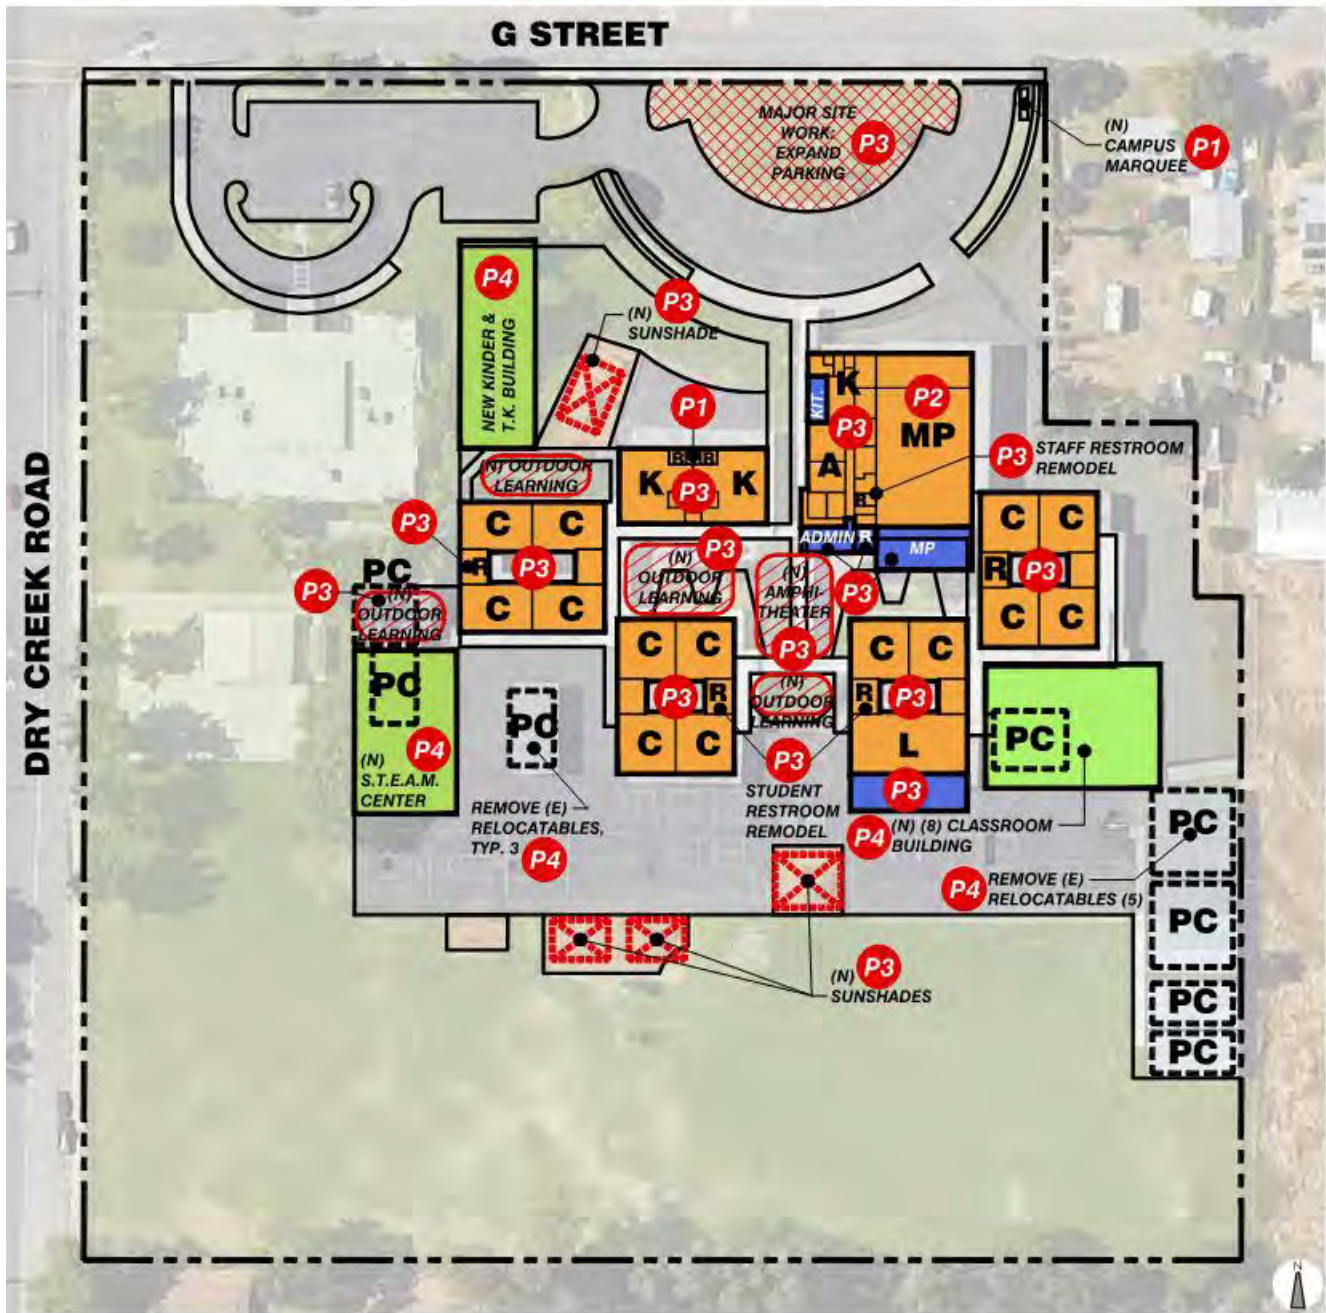 G STREET
MAJOR SITE
WORK:
EXPAND
PARKING
P3
(N)
CAMPUS
MARQUEE
P1
P4
NEW KINDER &
T.K. BUILDING
P3
(N)
SUNSHADE
P1
K
KIT.
P3
A
R
P2
MP
P3
STAFF RESTROOM
REMODEL
(N) OUTDOOR
LEARNING
R R
K
P3
K
P3
C C
R
P3
C C
ADMIN
R
MP
P3
C C
R
P3
C C
PC
P3
(N)
OUTDOOR
LEARNING
P3
(N)
OUTDOOR
LEARNING
(N)
AMPHI-
THEATER
P3
DRY CREEK ROAD
PC
P4
(N)
S.T.E.A.M.
CENTER
PC
REMOVE (E)
RELOCATABLES,
TYP. 3
P4
C C
P3
R
C C
(N)
OUTDOOR
LEARNING
P3
STUDENT
RESTROOM
REMODEL
C C
R
P3
L
P3
PC
P4
(N) (8) CLASSROOM
BUILDING
P4
REMOVE (E)
RELOCATABLES (5)
PC
PC
PC
PC
(N)
P3
SUNSHADES
N